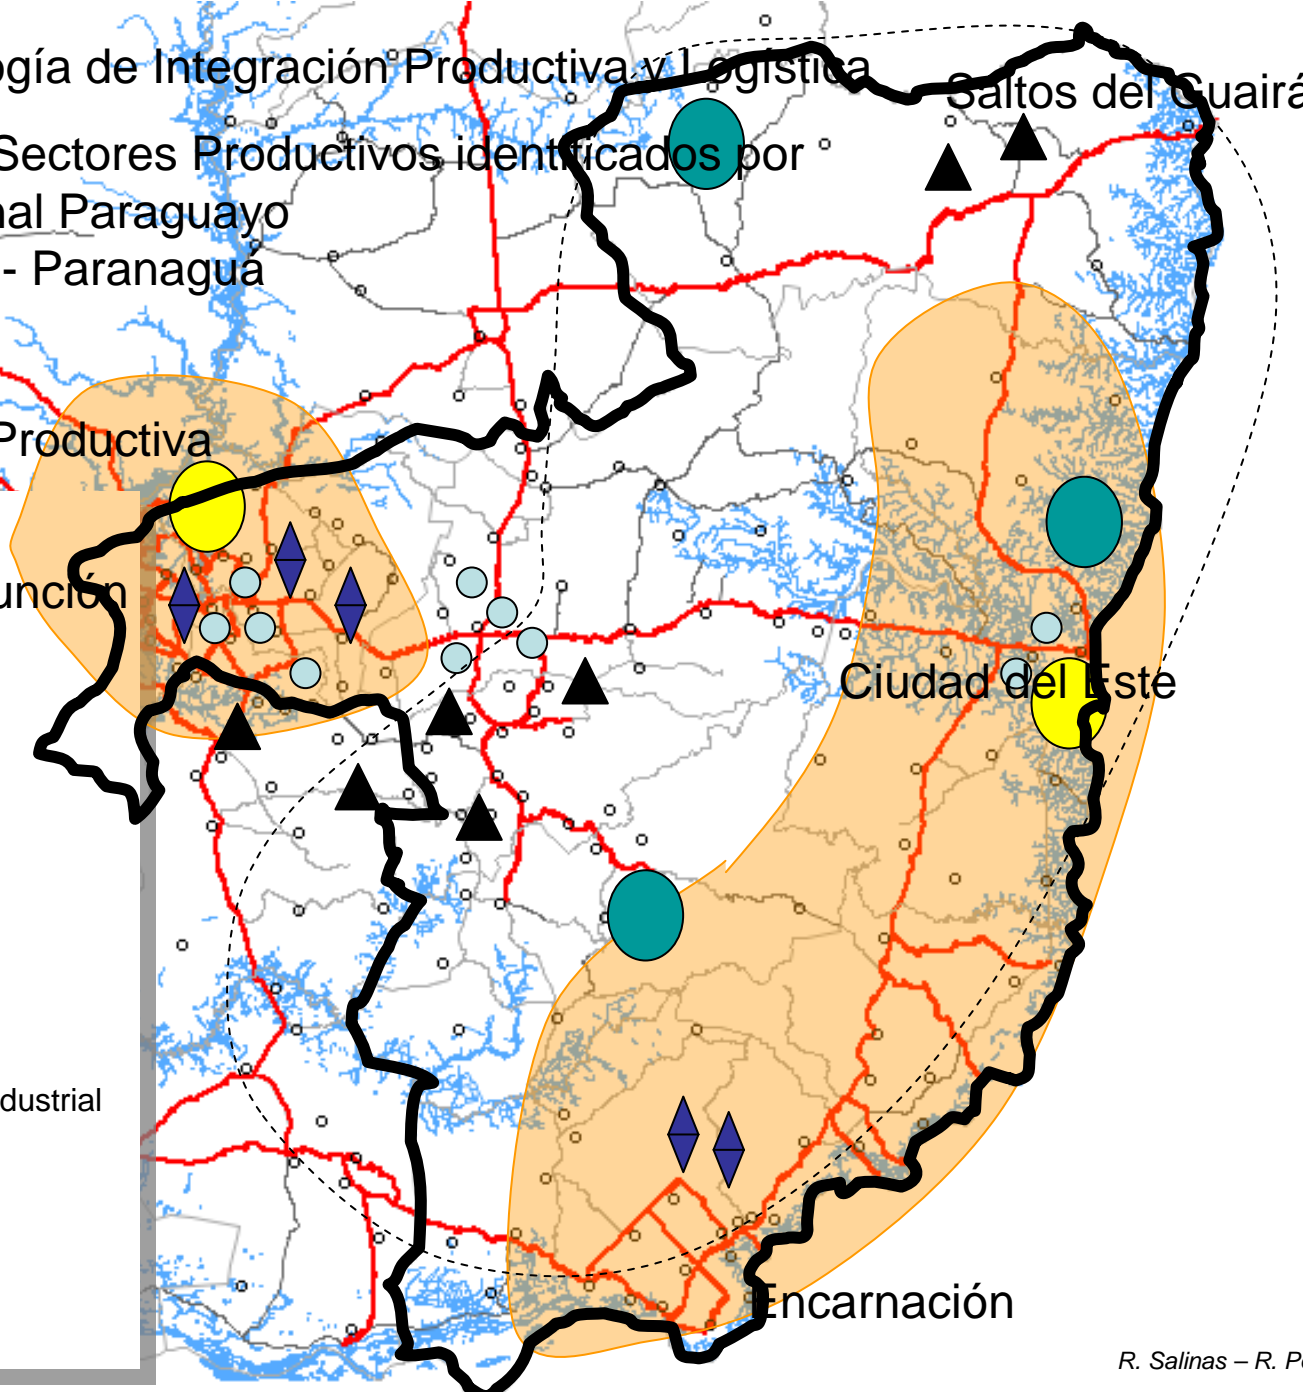 gía de Integración Productiva y Logística
Saltos del Guairá
Sectores Productivos identificados por
nal Paraguayo
- Paranaguá
Productiva
unción
Ciudad del Este
dustrial
Encarnación
R. Salinas – R. P